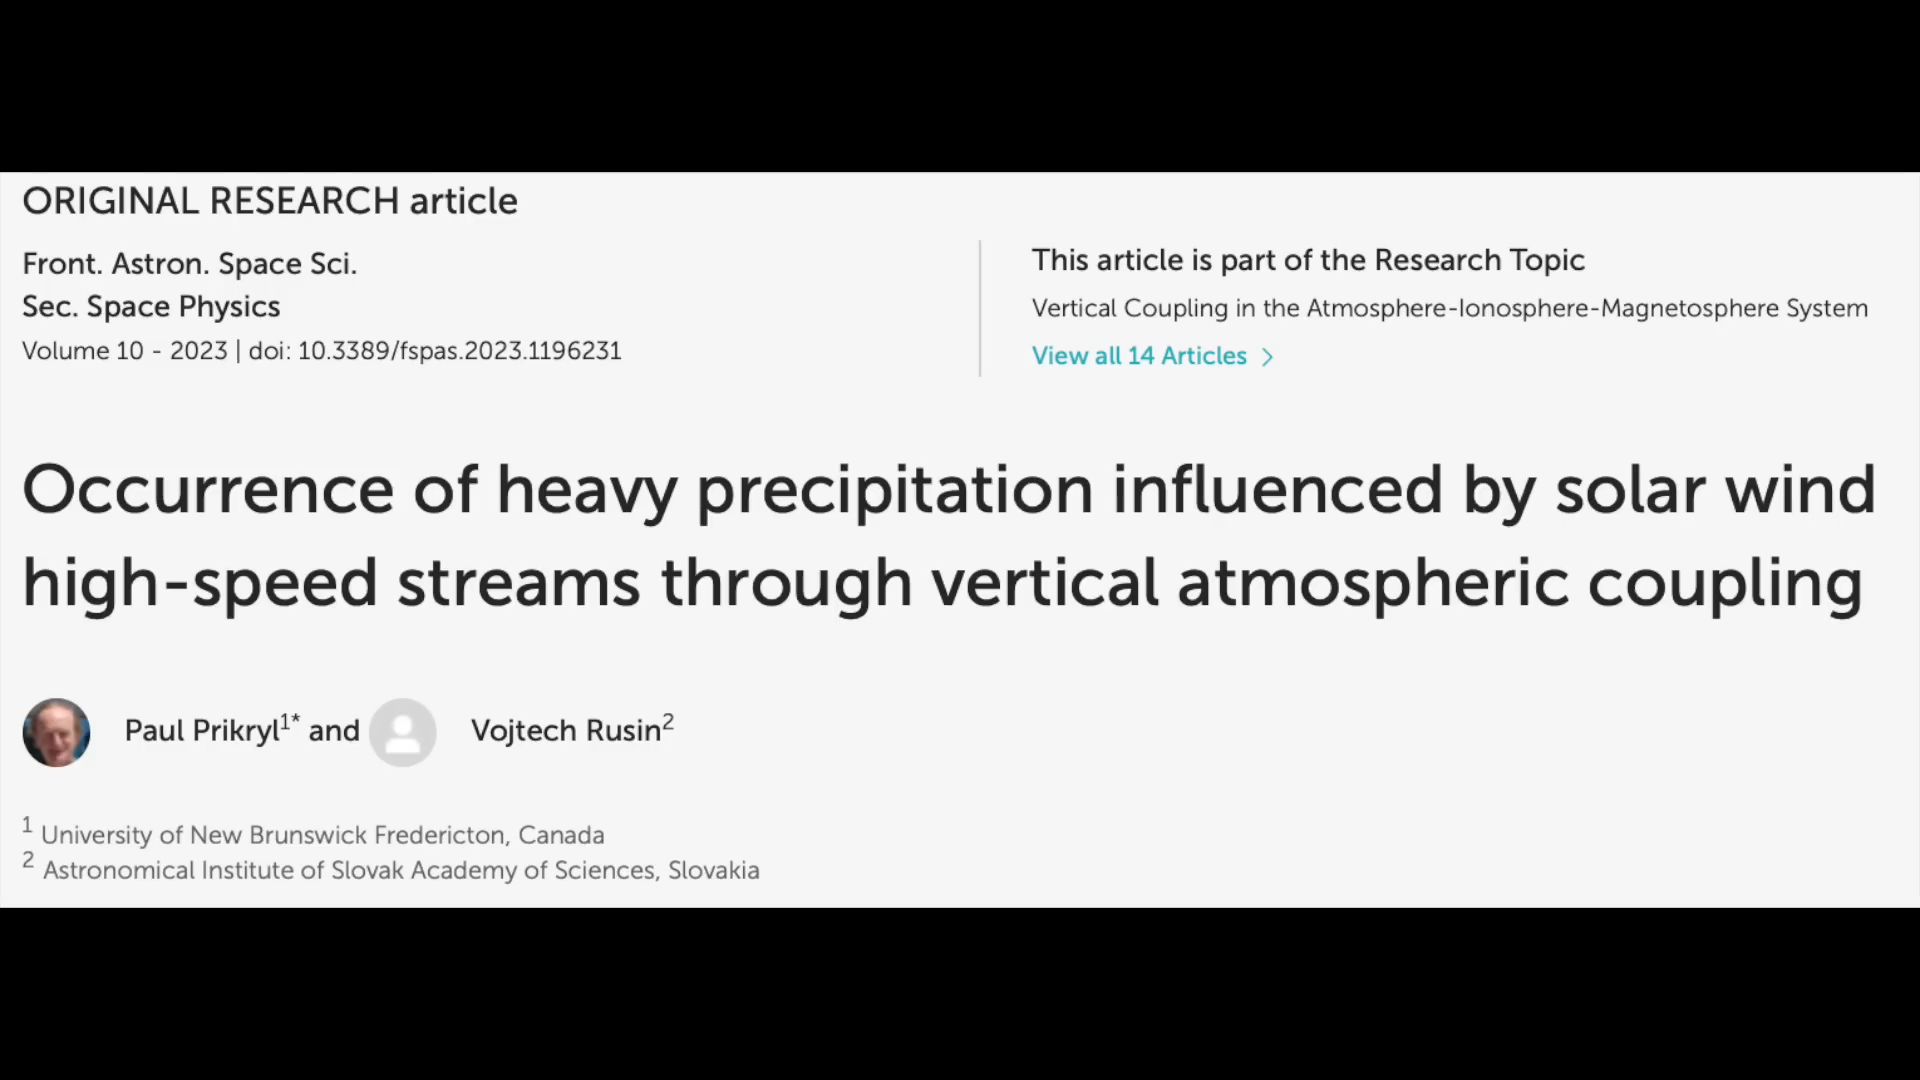 ORIGINAL RESEARCH article
Front. Astron. Space Sci.
Sec. Space Physics
Volume 10 - 2023 | doi: 10.3389/fspas.2023.1196231
This article is part of the Research Topic
Vertical Coupling in the Atmosphere-Ionosphere-Magnetosphere System
View all 14 Articles >
Occurrence of heavy precipitation influenced by solar wind
high-speed streams through vertical atmospheric coupling
Paul Prikryl1* and Vojtech Rusin2
1 University of New Brunswick Fredericton, Canada
2 Astronomical Institute of Slovak Academy of Sciences, Slovakia